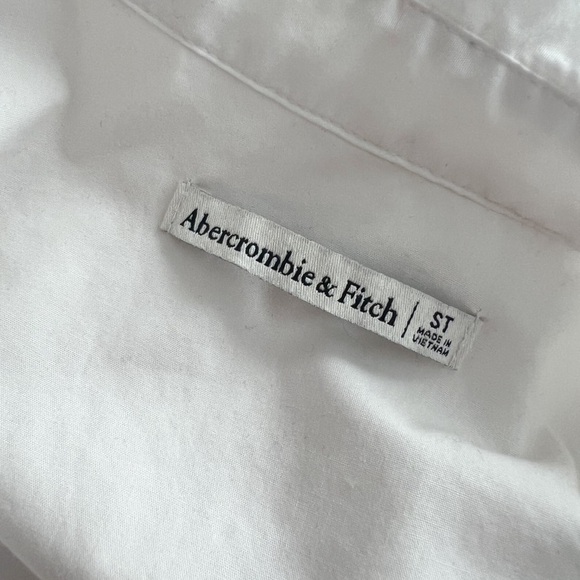 Abercrombie & Fitch | ST
MADE IN
VIETNAM